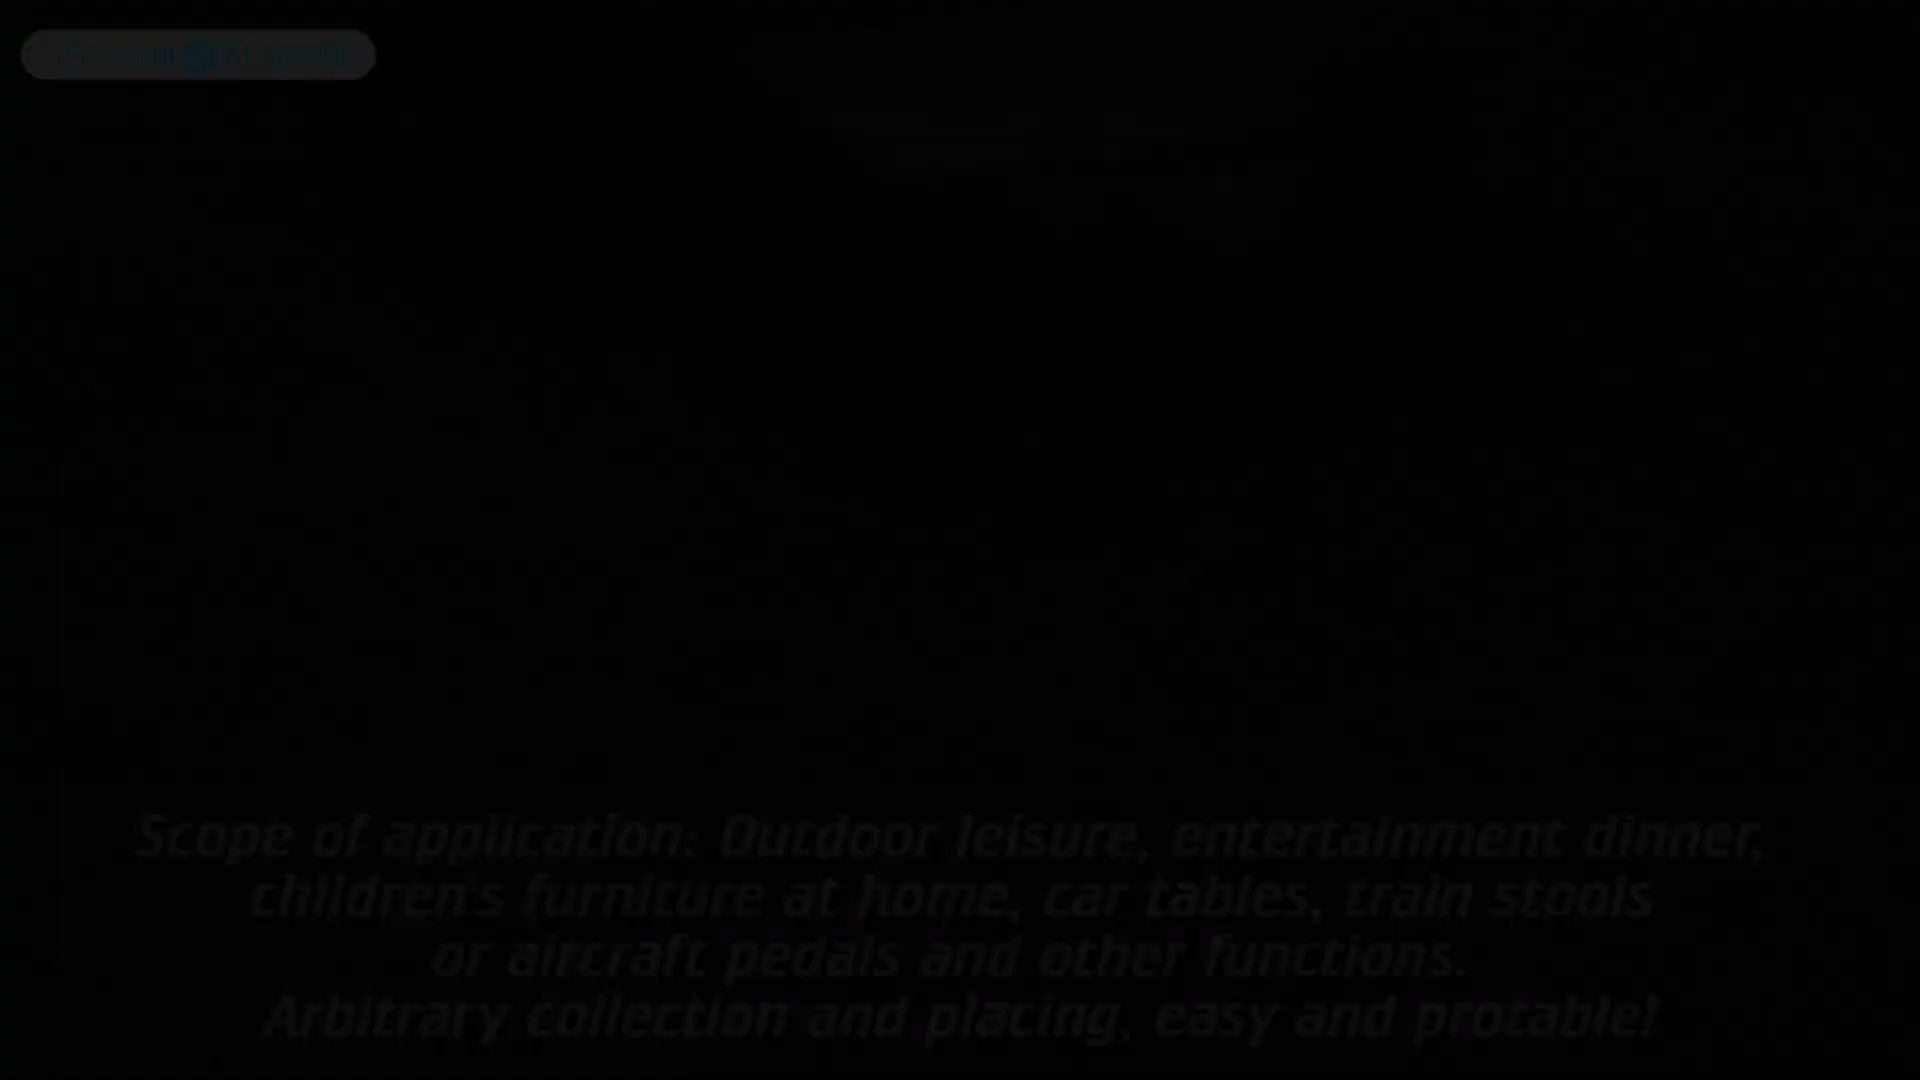 Scope of application: Outdoor leisure, entertainment dinner,
children's furniture at home, car tables, train stools
or aircraft pedals and other functions.
Arbitrary collection and placing, easy and protable!